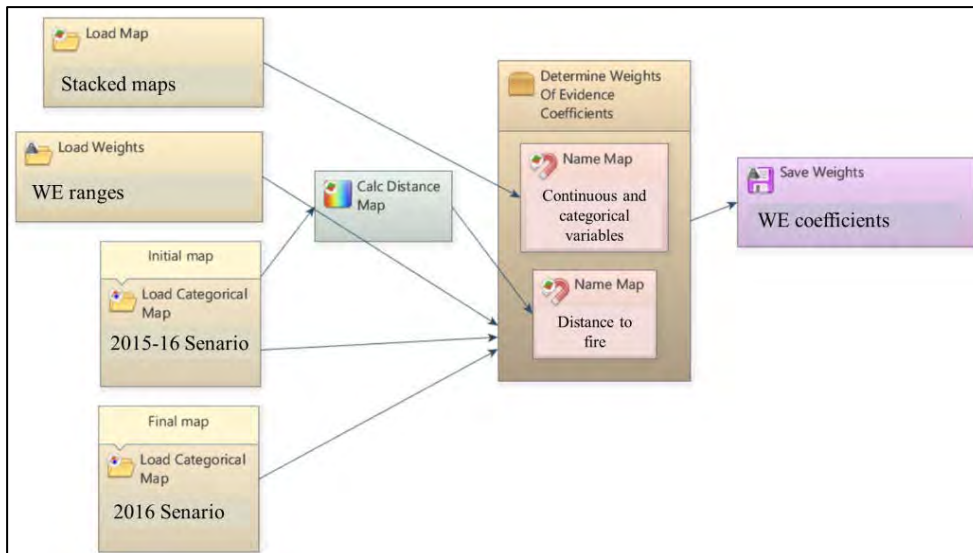 Load Map
Stacked maps
Load Weights
WE ranges
Initial map
Load Categorical
Map
2015-16 Senario
Final map
Load Categorical
Map
2016 Senario
Calc Distance
Map
Determine Weights
Of Evidence
Coefficients
Name Map
Continuous and
categorical
variables
Name Map
Distance to
fire
Save Weights
WE coefficients